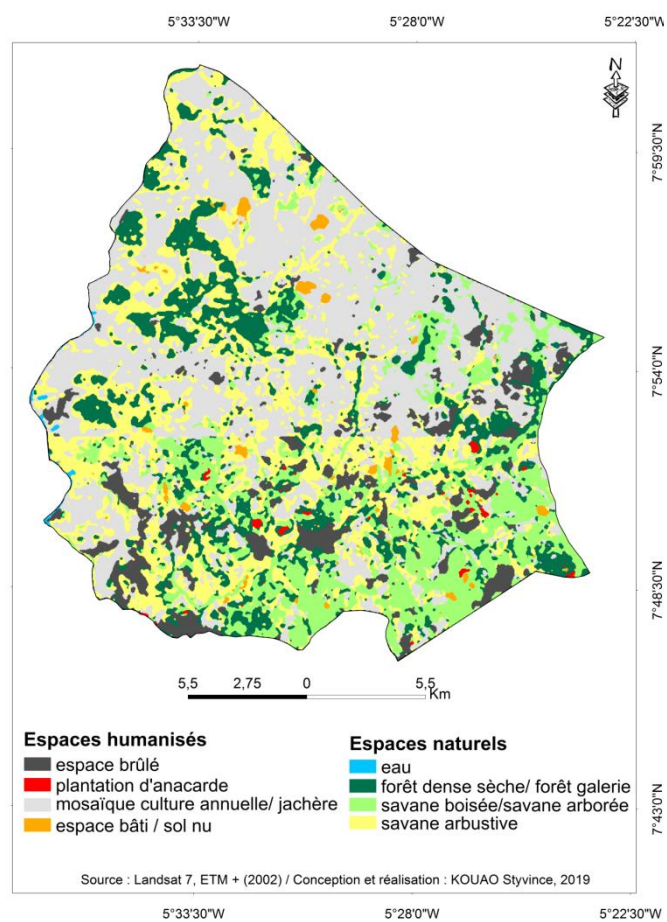 5°33'30"W 5°28'0"W 5°22'30"W
N
7°59'30"N
7°54'0"N
7°48'30"N
5,5 2,75 0 5,5
Km
Espaces humanisés
espace brûlé
plantation d'anacarde
mosaïque culture annuelle/ jachère
espace bâti / sol nu
Espaces naturels
eau
forêt dense sèche/ forêt galerie
savane boisée/savane arborée
savane arbustive
7°43'0"N
Source : Landsat 7, ETM + (2002) / Conception et réalisation : KOUAO Styvince, 2019
5°33'30"W 5°28'0"W 5°22'30"W